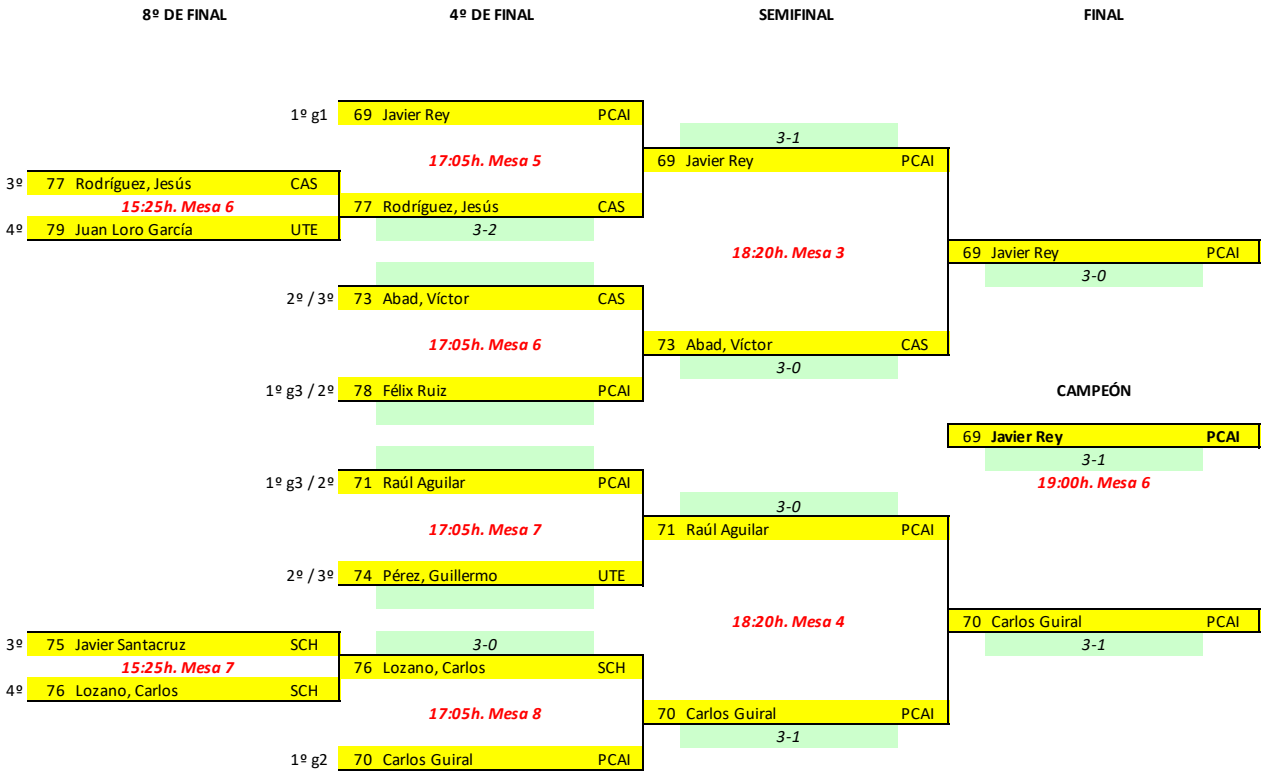 8º DE FINAL 4º DE FINAL SEMIFINAL FINAL
1º g1 69 Javier Rey PCAI
3-1
17:05h. Mesa 5 69 Javier Rey PCAI
3º 77 Rodríguez, Jesús CAS
15:25h. Mesa 6 77 Rodríguez, Jesús CAS
4º 79 Juan Loro García UTE 3-2
18:20h. Mesa 3 69 Javier Rey PCAI
3-0
2º / 3º 73 Abad, Víctor CAS
17:05h. Mesa 6 73 Abad, Víctor CAS
3-0
1º g3 / 2º 78 Félix Ruiz PCAI CAMPEÓN
69 Javier Rey PCAI
3-1
1º g3 / 2º 71 Raúl Aguilar PCAI 19:00h. Mesa 6
3-0
17:05h. Mesa 7 71 Raúl Aguilar PCAI
2º / 3º 74 Pérez, Guillermo UTE
18:20h. Mesa 4 70 Carlos Guiral PCAI
3º 75 Javier Santacruz SCH 3-0 3-1
15:25h. Mesa 7 76 Lozano, Carlos SCH
4º 76 Lozano, Carlos SCH
17:05h. Mesa 8 70 Carlos Guiral PCAI
3-1
1º g2 70 Carlos Guiral PCAI